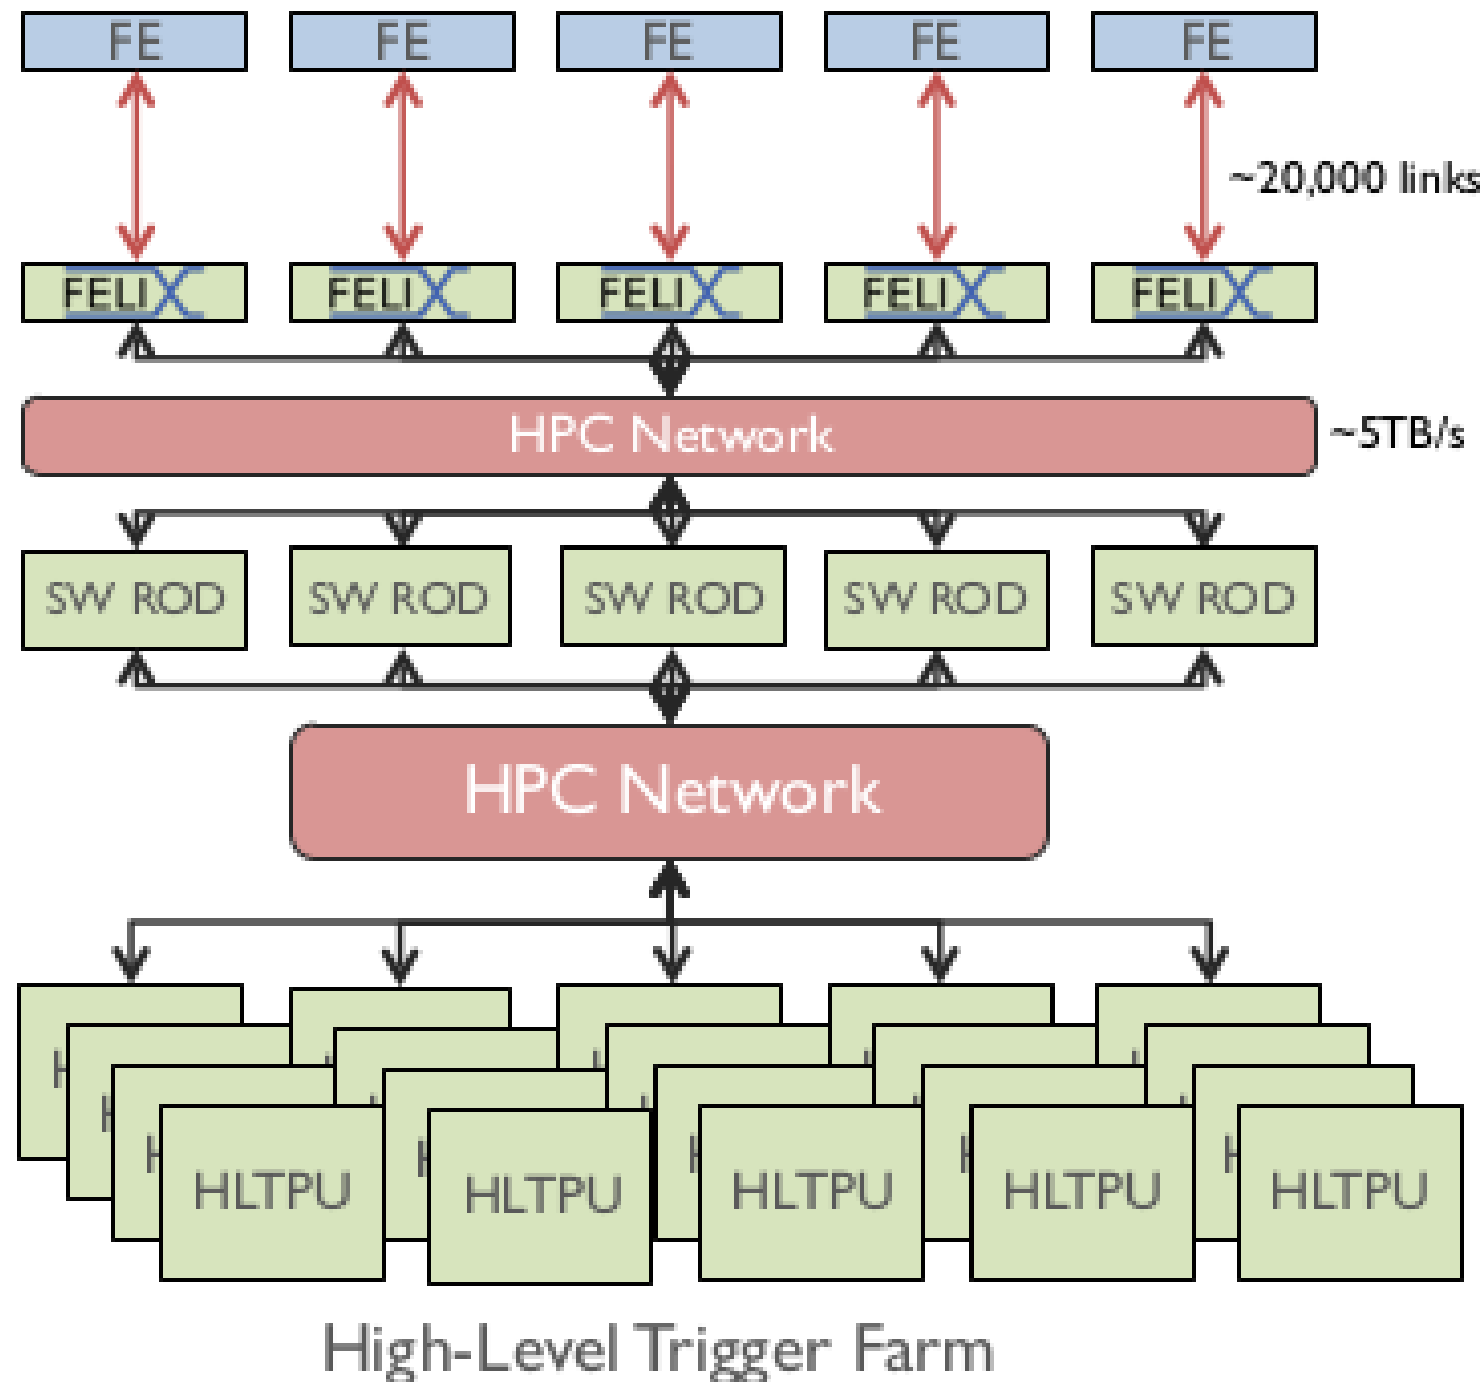 FE FE FE FE FE
~20,000 links
FELIX FELIX FELIX FELIX FELIX
HPC Network
~5TB/s
SW ROD SW ROD SW ROD SW ROD SW ROD
HPC Network
HLTPU HLTPU HLTPU HLTPU HLTPU
High-Level Trigger Farm